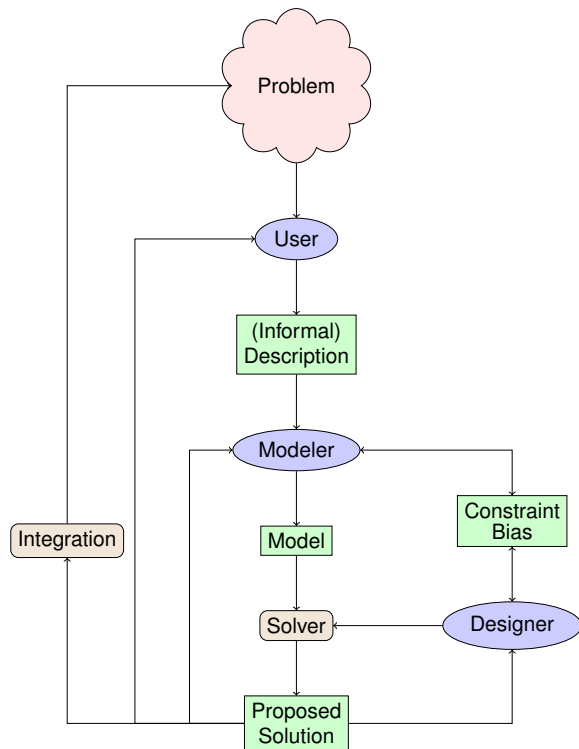 Problem
User
(Informal)
Description
Modeler
Constraint
Bias
Integration
Model
Solver
Designer
Proposed
Solution